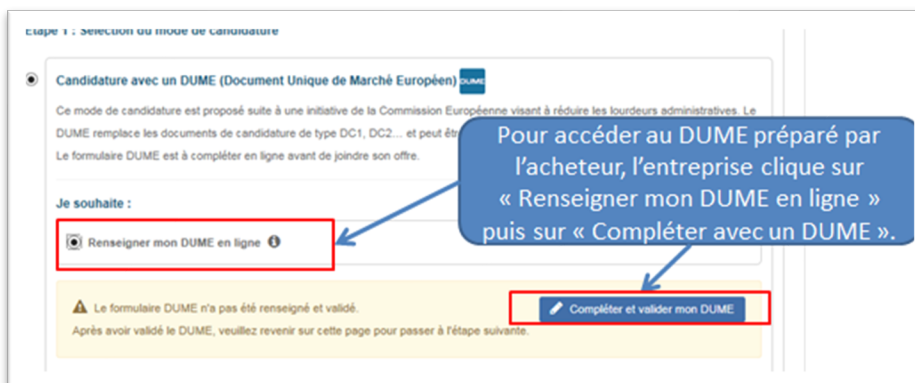 Etape 1 : Sélection du mode de candidature
Candidature avec un DUME (Document Unique de Marché Européen) DUME
Ce mode de candidature est proposé suite à une initiative de la Commission Européenne visant à réduire les lourdeurs administratives. Le
DUME remplace les documents de candidature de type DC1, DC2... et peut
Le formulaire DUME est à compléter en ligne avant de joindre son offre.
Pour accéder au DUME préparé par
l'acheteur, l'entreprise clique sur
« Renseigner mon DUME en ligne »
puis sur « Compléter avec un DUME ».
Je souhaite :
Renseigner mon DUME en ligne
Le formulaire DUME n'a pas été renseigné et validé.
Compléter et valider mon DUME
Après avoir validé le DUME, veuillez revenir sur cette page pour passer à l'étape suivante.